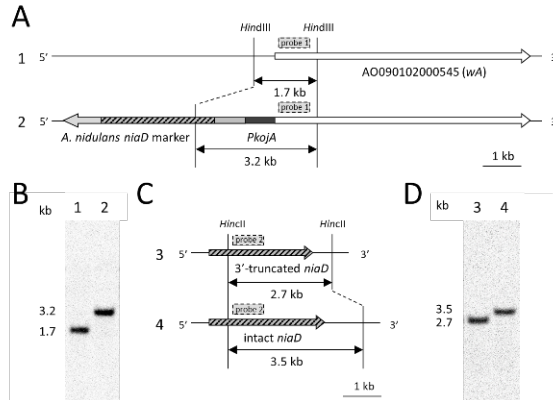 A
HindIII HindIII
probe 1
1 5′
AO090102000545 (wA)
1.7 kb
probe 1
2 5′
A. nidulans niaD marker PkojA
3.2 kb
1 kb
B
kb 1 2
3.2
1.7
C
HincII HincII
probe 2
3 5′ 3′
3′-truncated niaD
2.7 kb
probe 2
4 5′ 3′
intact niaD
3.5 kb
1 kb
D
kb 3 4
3.5
2.7